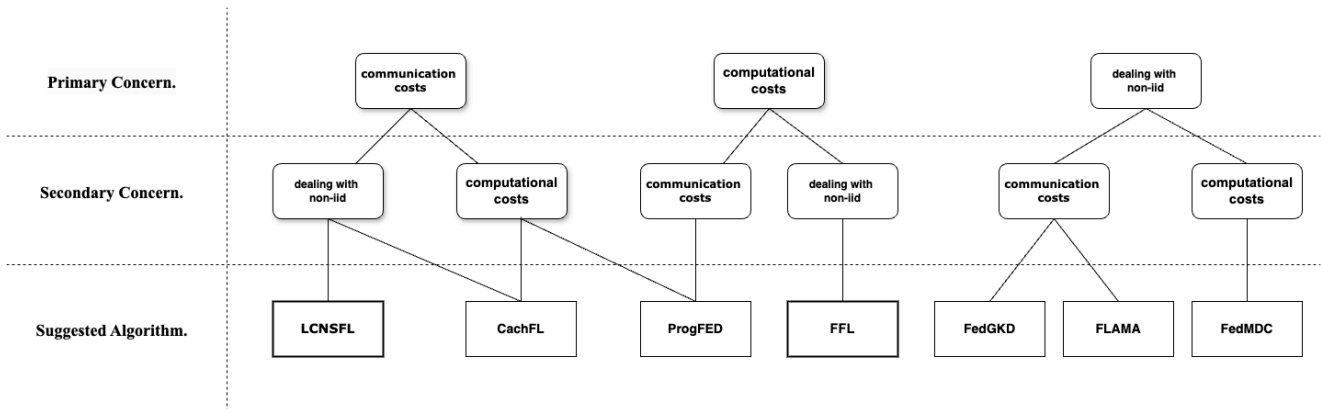 Primary Concern.
communication
costs
computational
costs
dealing with
non-iid
Secondary Concern.
dealing with
non-iid
computational
costs
communication
costs
dealing with
non-iid
communication
costs
computational
costs
Suggested Algorithm.
LCNSFL
CachFL
ProgFED
FFL
FedGKD
FLAMA
FedMDC